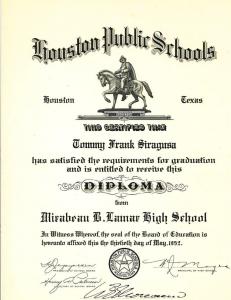 Houston Public Schools
Houston Texas
THIS CERTIFIES THAT
Tommy Frank Siragusa
has satisfied the requirements for graduation
and is entitled to receive this
DIPLOMA
from
Mirabeau B. Lamar High School
In Witness Whereof, the seal of the Board of Education is
hereunto affixed this the thirtieth day of May, 1952.